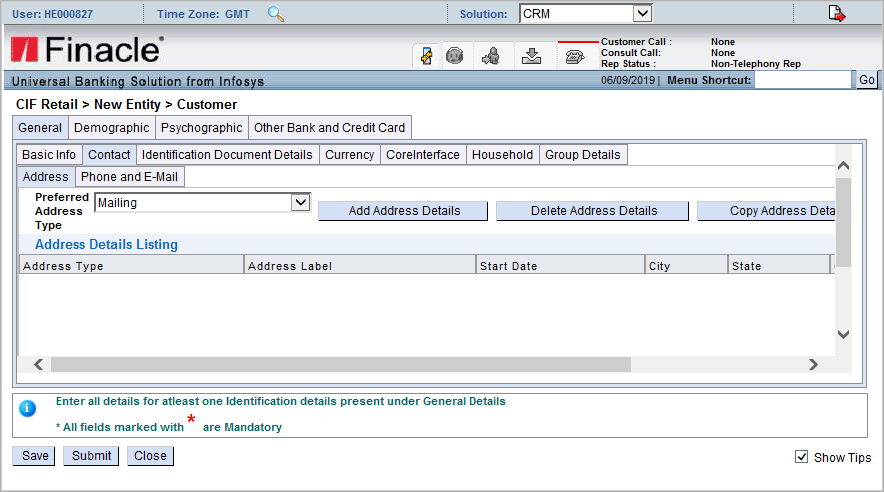 User: HE000827 Time Zone: GMT Solution: CRM
Finacle
Customer Call : None
Consult Call: None
Rep Status : Non-Telephony Rep
Universal Banking Solution from Infosys 06/09/2019 | Menu Shortcut: Go
CIF Retail > New Entity > Customer
General Demographic Psychographic Other Bank and Credit Card
Basic Info Contact Identification Document Details Currency CoreInterface Household Group Details
Address Phone and E-Mail
Preferred Address Type Mailing Add Address Details Delete Address Details Copy Address Deta
Address Details Listing
Address Type Address Label Start Date City State
Enter all details for atleast one Identification details present under General Details
* All fields marked with * are Mandatory
Save Submit Close Show Tips